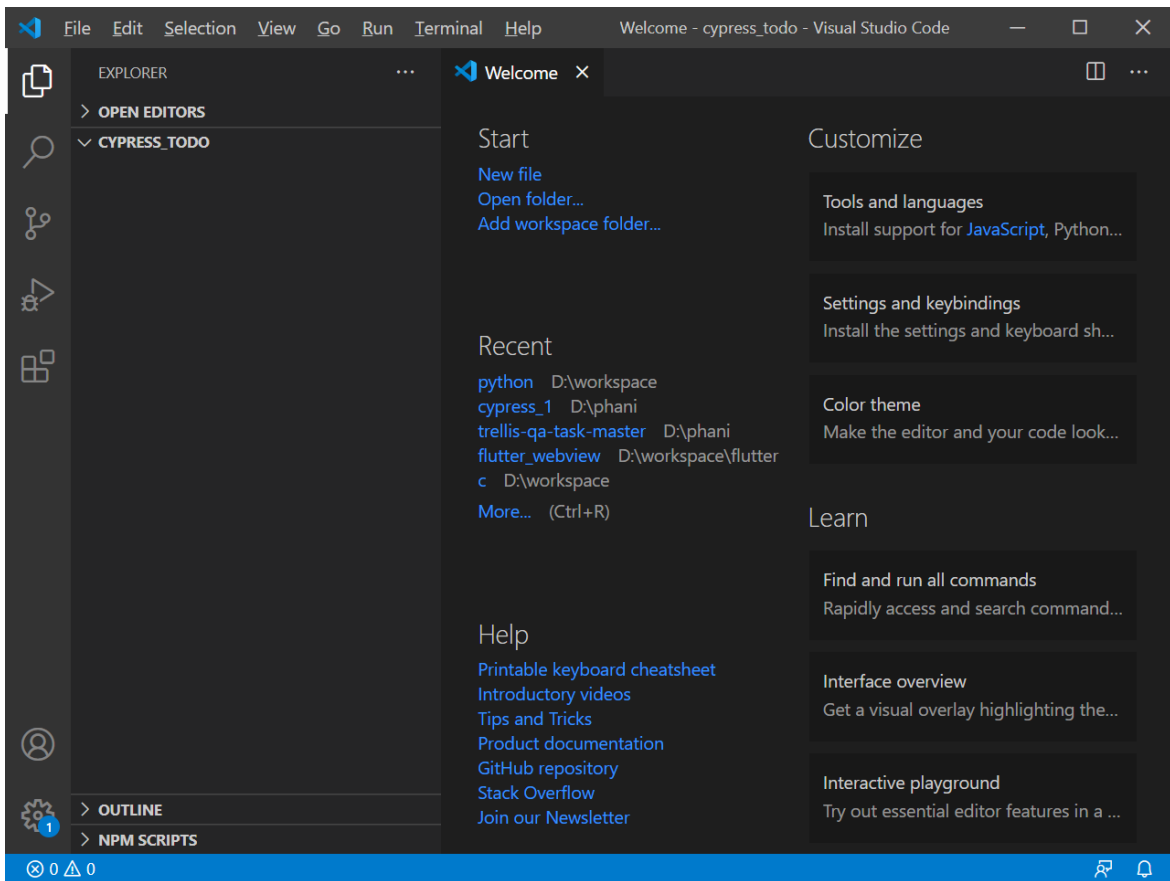 File Edit Selection View Go Run Terminal Help Welcome - cypress_todo - Visual Studio Code
EXPLORER
OPEN EDITORS
CYPRESS_TODO
OUTLINE
NPM SCRIPTS
Welcome
Start
New file
Open folder...
Add workspace folder...
Recent
python D:\workspace
cypress_1 D:\phani
trellis-qa-task-master D:\phani
flutter_webview D:\workspace\flutter
c D:\workspace
More... (Ctrl+R)
Help
Printable keyboard cheatsheet
Introductory videos
Tips and Tricks
Product documentation
GitHub repository
Stack Overflow
Join our Newsletter
Customize
Tools and languages
Install support for JavaScript, Python...
Settings and keybindings
Install the settings and keyboard sh...
Color theme
Make the editor and your code look...
Learn
Find and run all commands
Rapidly access and search command...
Interface overview
Get a visual overlay highlighting the...
Interactive playground
Try out essential editor features in a ...
1
0 0